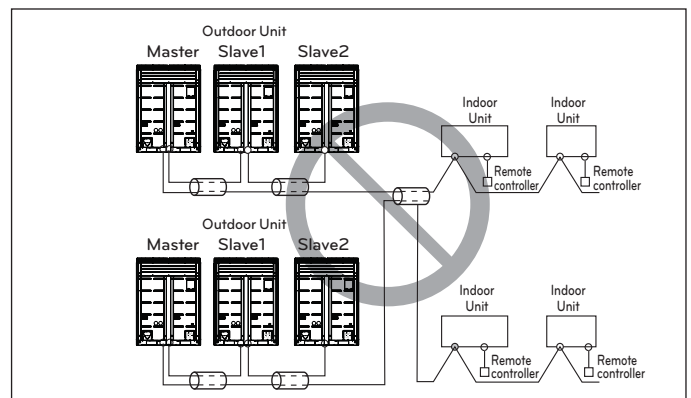 Outdoor Unit
Master Slave1 Slave2
Indoor
Unit
Indoor
Unit
Remote
controller
Remote
controller
Outdoor Unit
Master Slave1 Slave2
Indoor
Unit
Indoor
Unit
Remote
controller
Remote
controller